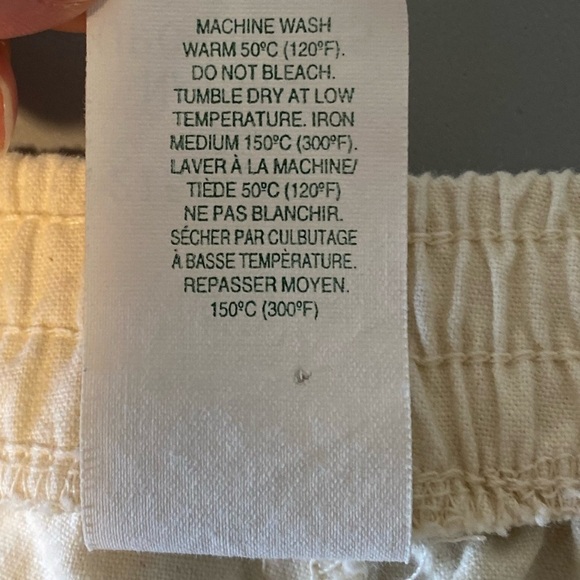 MACHINE WASH
WARM 50ºC (120ºF).
DO NOT BLEACH.
TUMBLE DRY AT LOW
TEMPERATURE. IRON
MEDIUM 150ºC (300ºF).
LAVER À LA MACHINE/
TIÈDE 50ºC (120ºF)
NE PAS BLANCHIR.
SÉCHER PAR CULBUTAGE
À BASSE TEMPÈRATURE.
REPASSER MOYEN.
150ºC (300ºF)